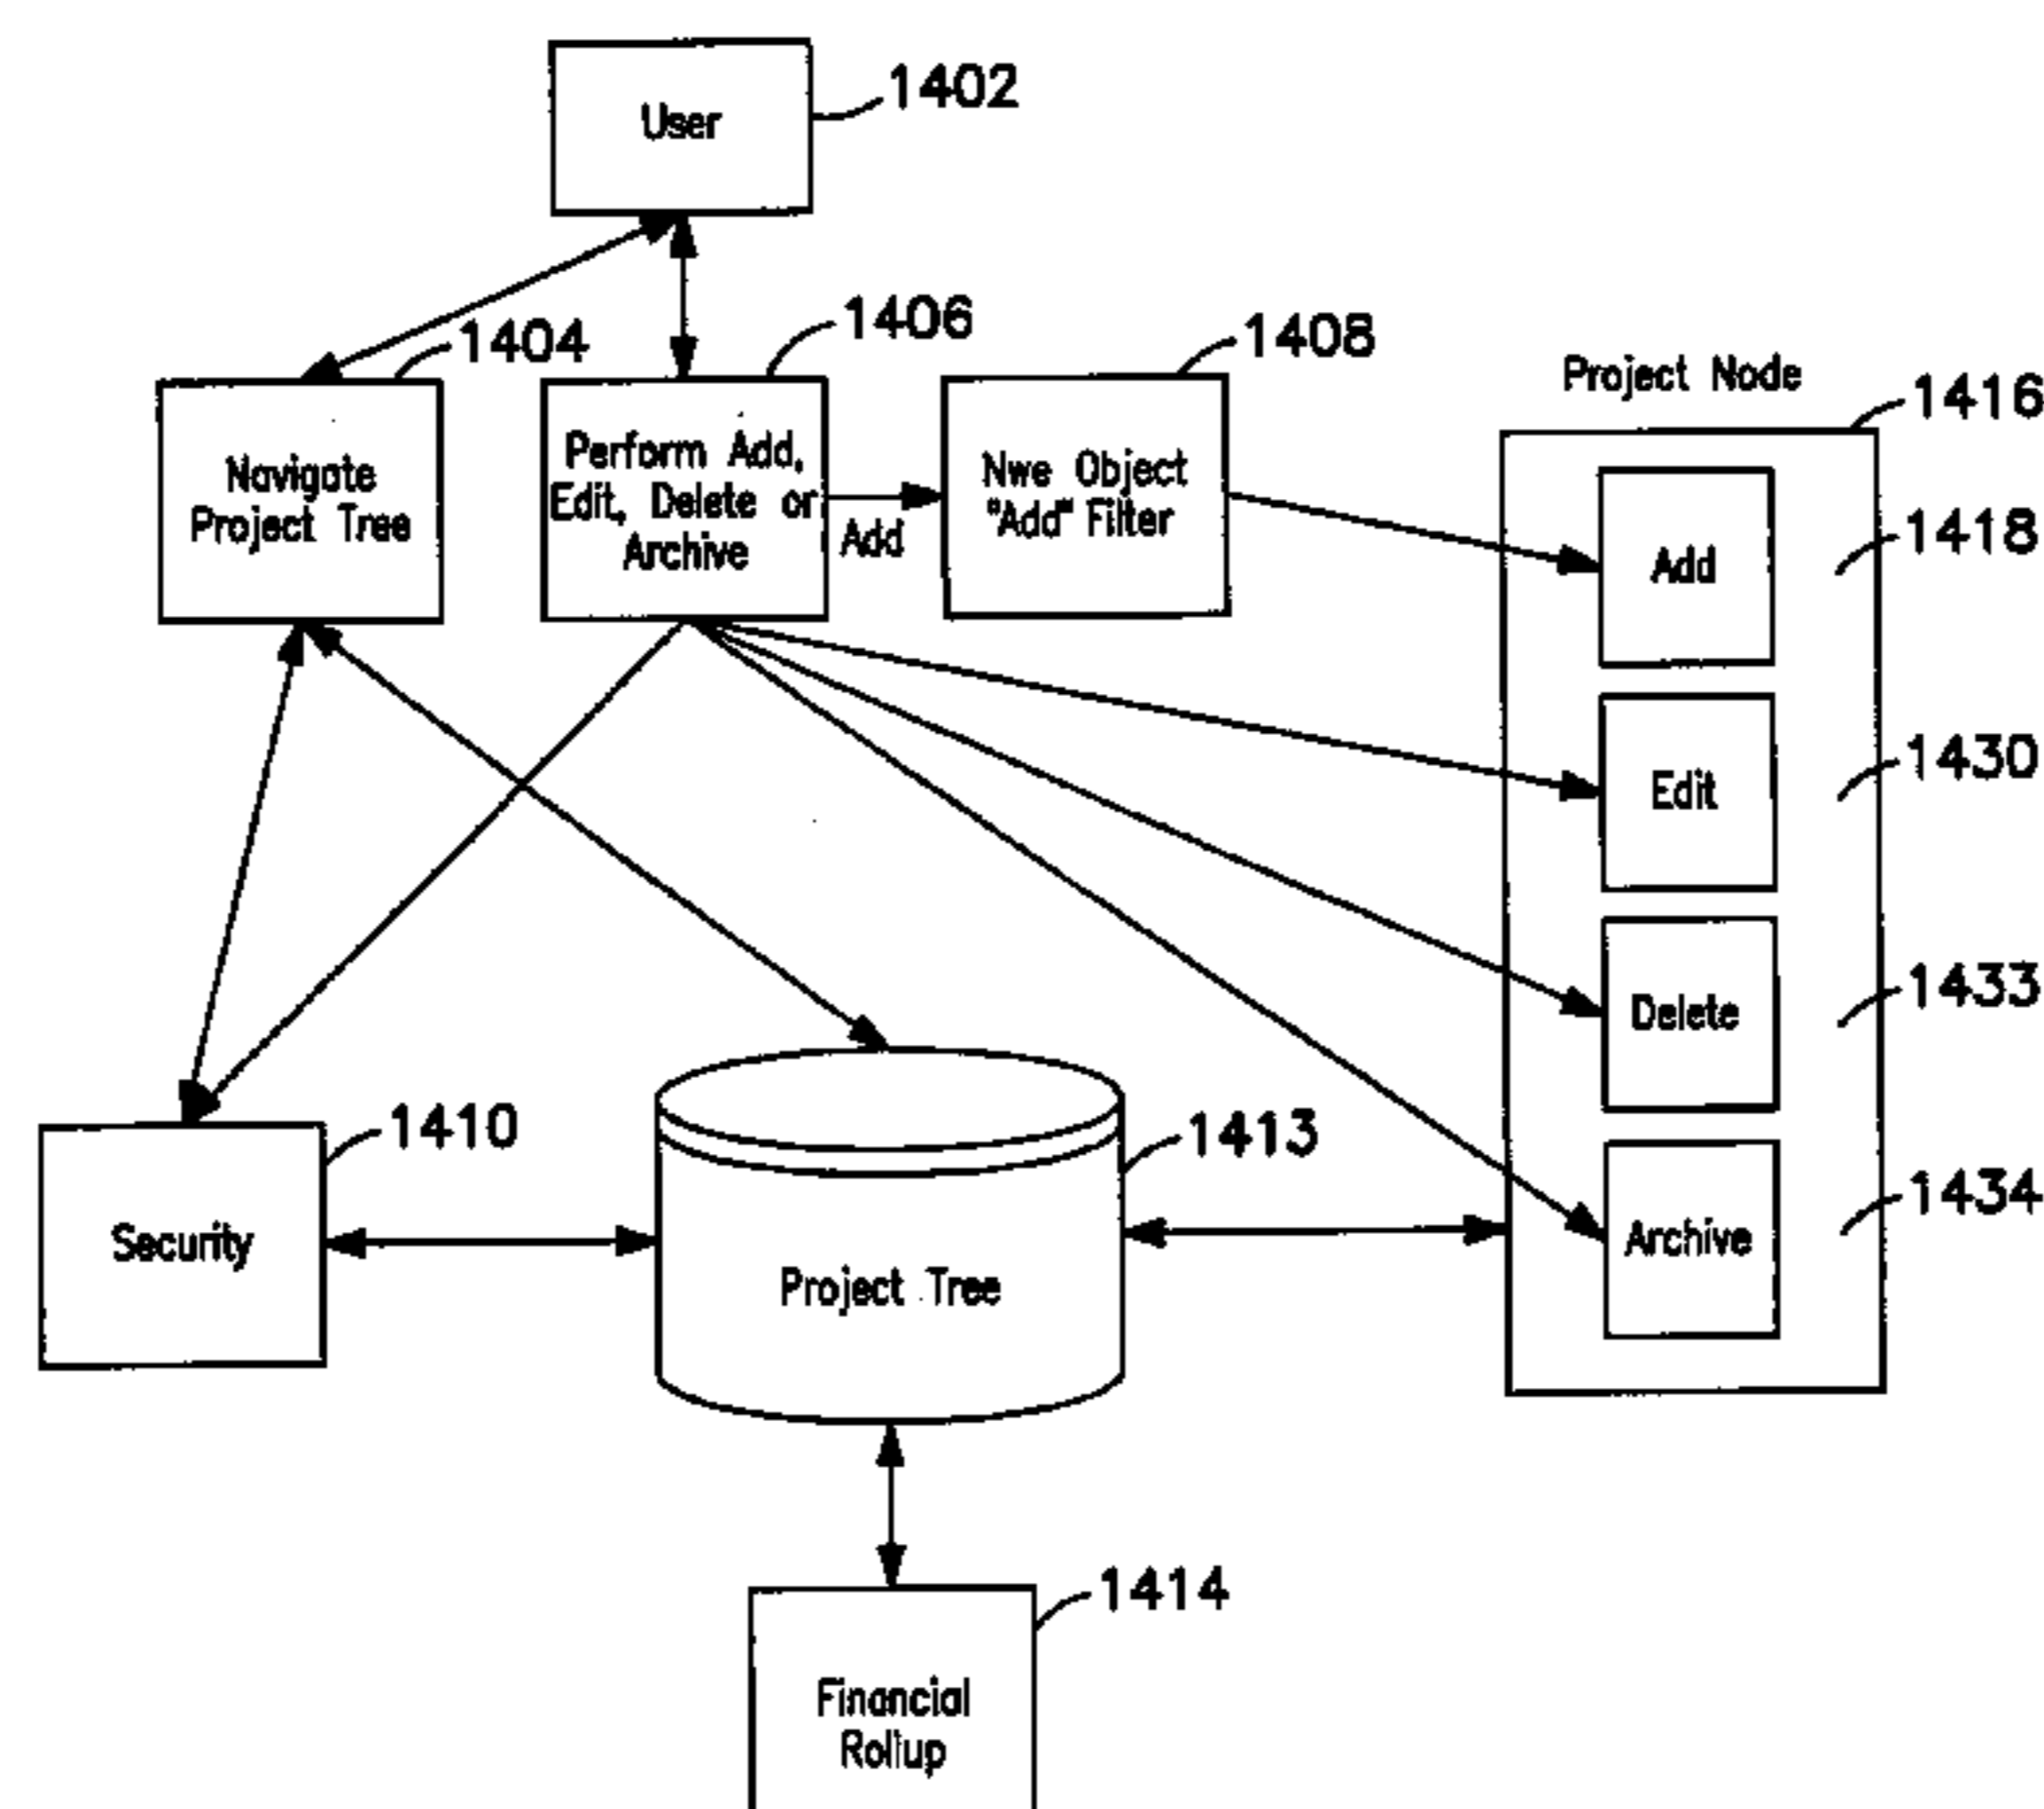 User
1402
1404
1406
1408
Navigate
Project Tree
Perform Add,
Edit, Delete or
Archive
Add
Nwe Object
"Add" Filter
Project Node
1416
Add
1418
Edit
1430
Delete
1433
Archive
1434
Security
1410
Project Tree
1413
Financial
Rollup
1414